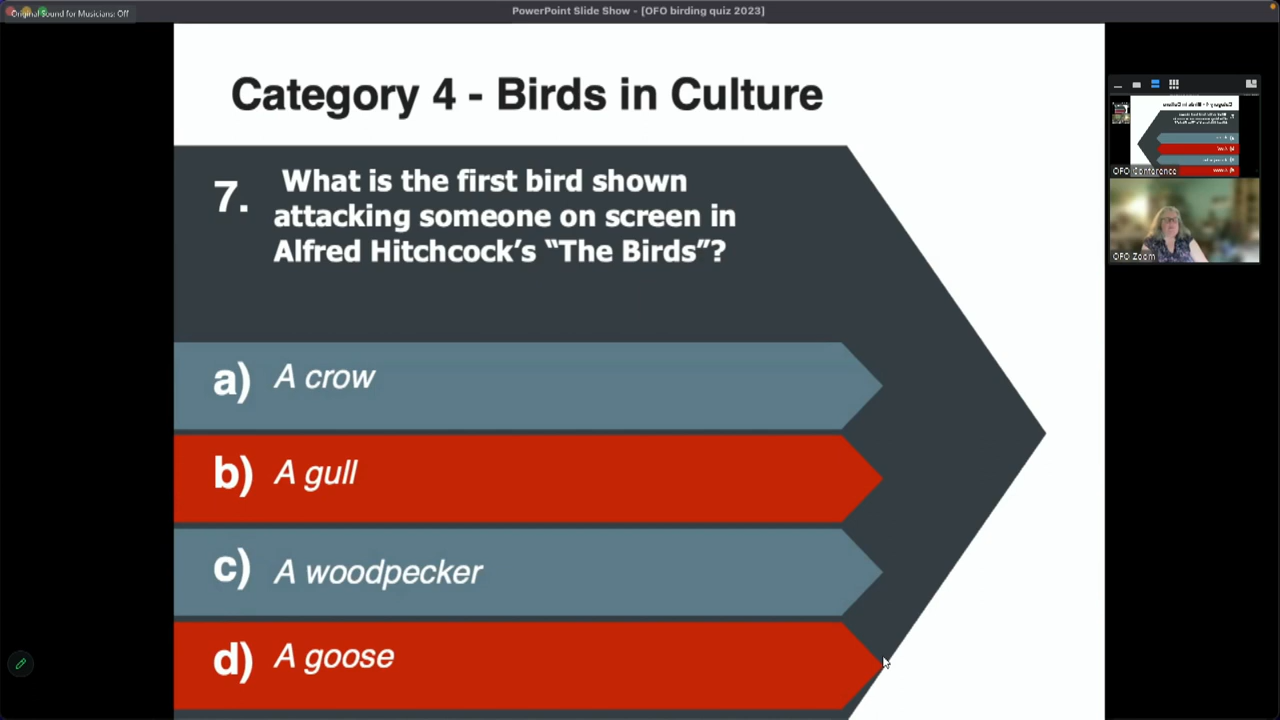 Original Sound for Musicians: Off
PowerPoint Slide Show - [OFO birding quiz 2023]
Category 4 - Birds in Culture
7. What is the first bird shown
attacking someone on screen in
Alfred Hitchcock’s “The Birds”?
a) A crow
b) A gull
c) A woodpecker
d) A goose
OFO Conference
OFO Zoom